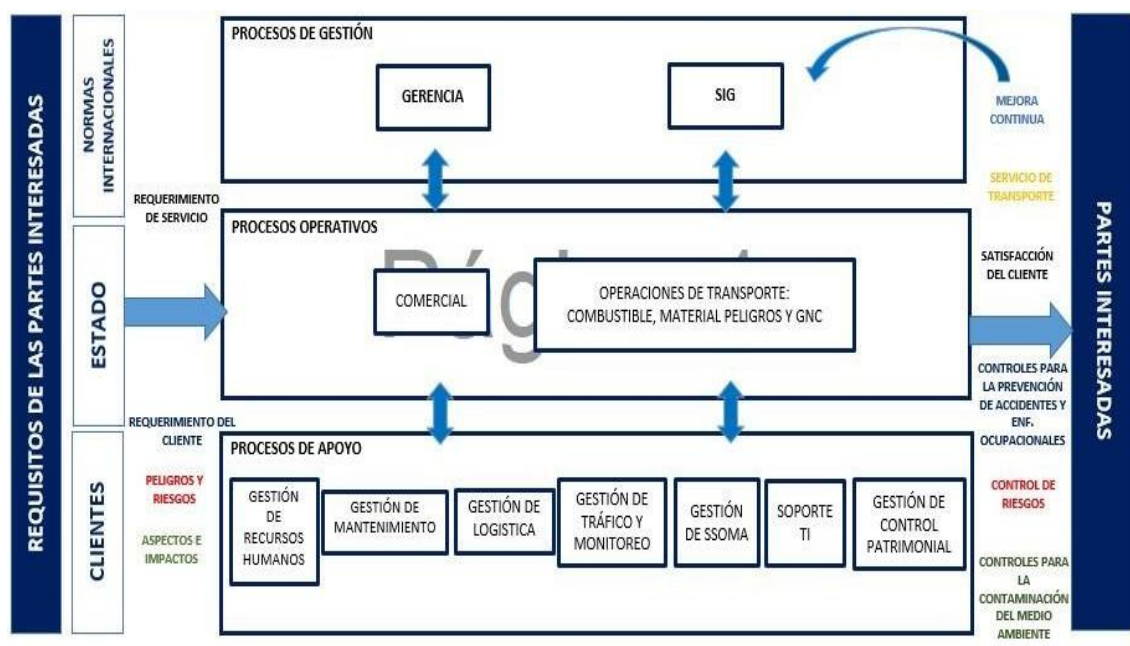 REQUISITOS DE LAS PARTES INTERESADAS
NORMAS
INTERNACIONALES
ESTADO
CLIENTES
REQUERIMIENTO
DE SERVICIO
REQUERIMIENTO DEL
CLIENTE
PELIGROS Y
RIESGOS
ASPECTOS E
IMPACTOS
PROCESOS DE GESTIÓN
GERENCIA
SIG
PROCESOS OPERATIVOS
COMERCIAL
OPERACIONES DE TRANSPORTE:
COMBUSTIBLE, MATERIAL PELIGROS Y GNC
PROCESOS DE APOYO
GESTIÓN
DE
RECURSOS
HUMANOS
GESTIÓN DE
MANTENIMIENTO
GESTIÓN DE
LOGISTICA
GESTIÓN DE
TRÁFICO Y
MONITOREO
GESTIÓN
DE SSOMA
SOPORTE
TI
GESTIÓN DE
CONTROL
PATRIMONIAL
MEJORA
CONTINUA
SERVICIO DE
TRANSPORTE
SATISFACCIÓN
DEL CLIENTE
CONTROLES PARA
LA PREVENCIÓN
DE ACCIDENTES Y
ENF.
OCUPACIONALES
CONTROL DE
RIESGOS
CONTROLES PARA
LA
CONTAMINACIÓN
DEL MEDIO
AMBIENTE
PARTES INTERESADAS